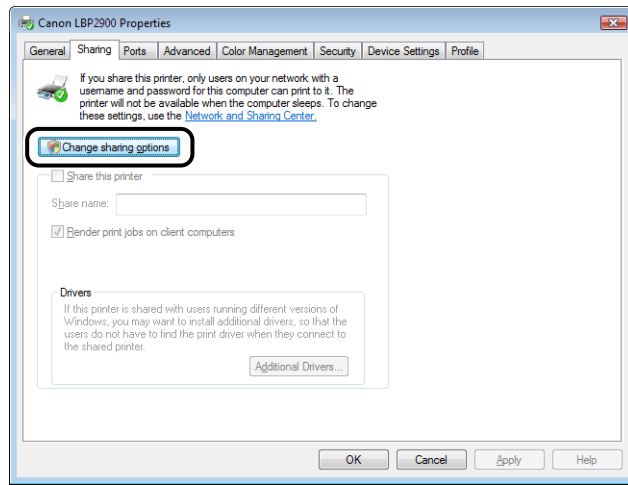 Canon LBP2900 Properties
General Sharing Ports Advanced Color Management Security Device Settings Profile
If you share this printer, only users on your network with a
username and password for this computer can print to it. The
printer will not be available when the computer sleeps. To change
these settings, use the Network and Sharing Center.
Change sharing options
Share this printer
Share name:
Render print jobs on client computers
Drivers
If this printer is shared with users running different versions of
Windows, you may want to install additional drivers, so that the
users do not have to find the print driver when they connect to
the shared printer.
Additional Drivers...
OK Cancel Apply Help